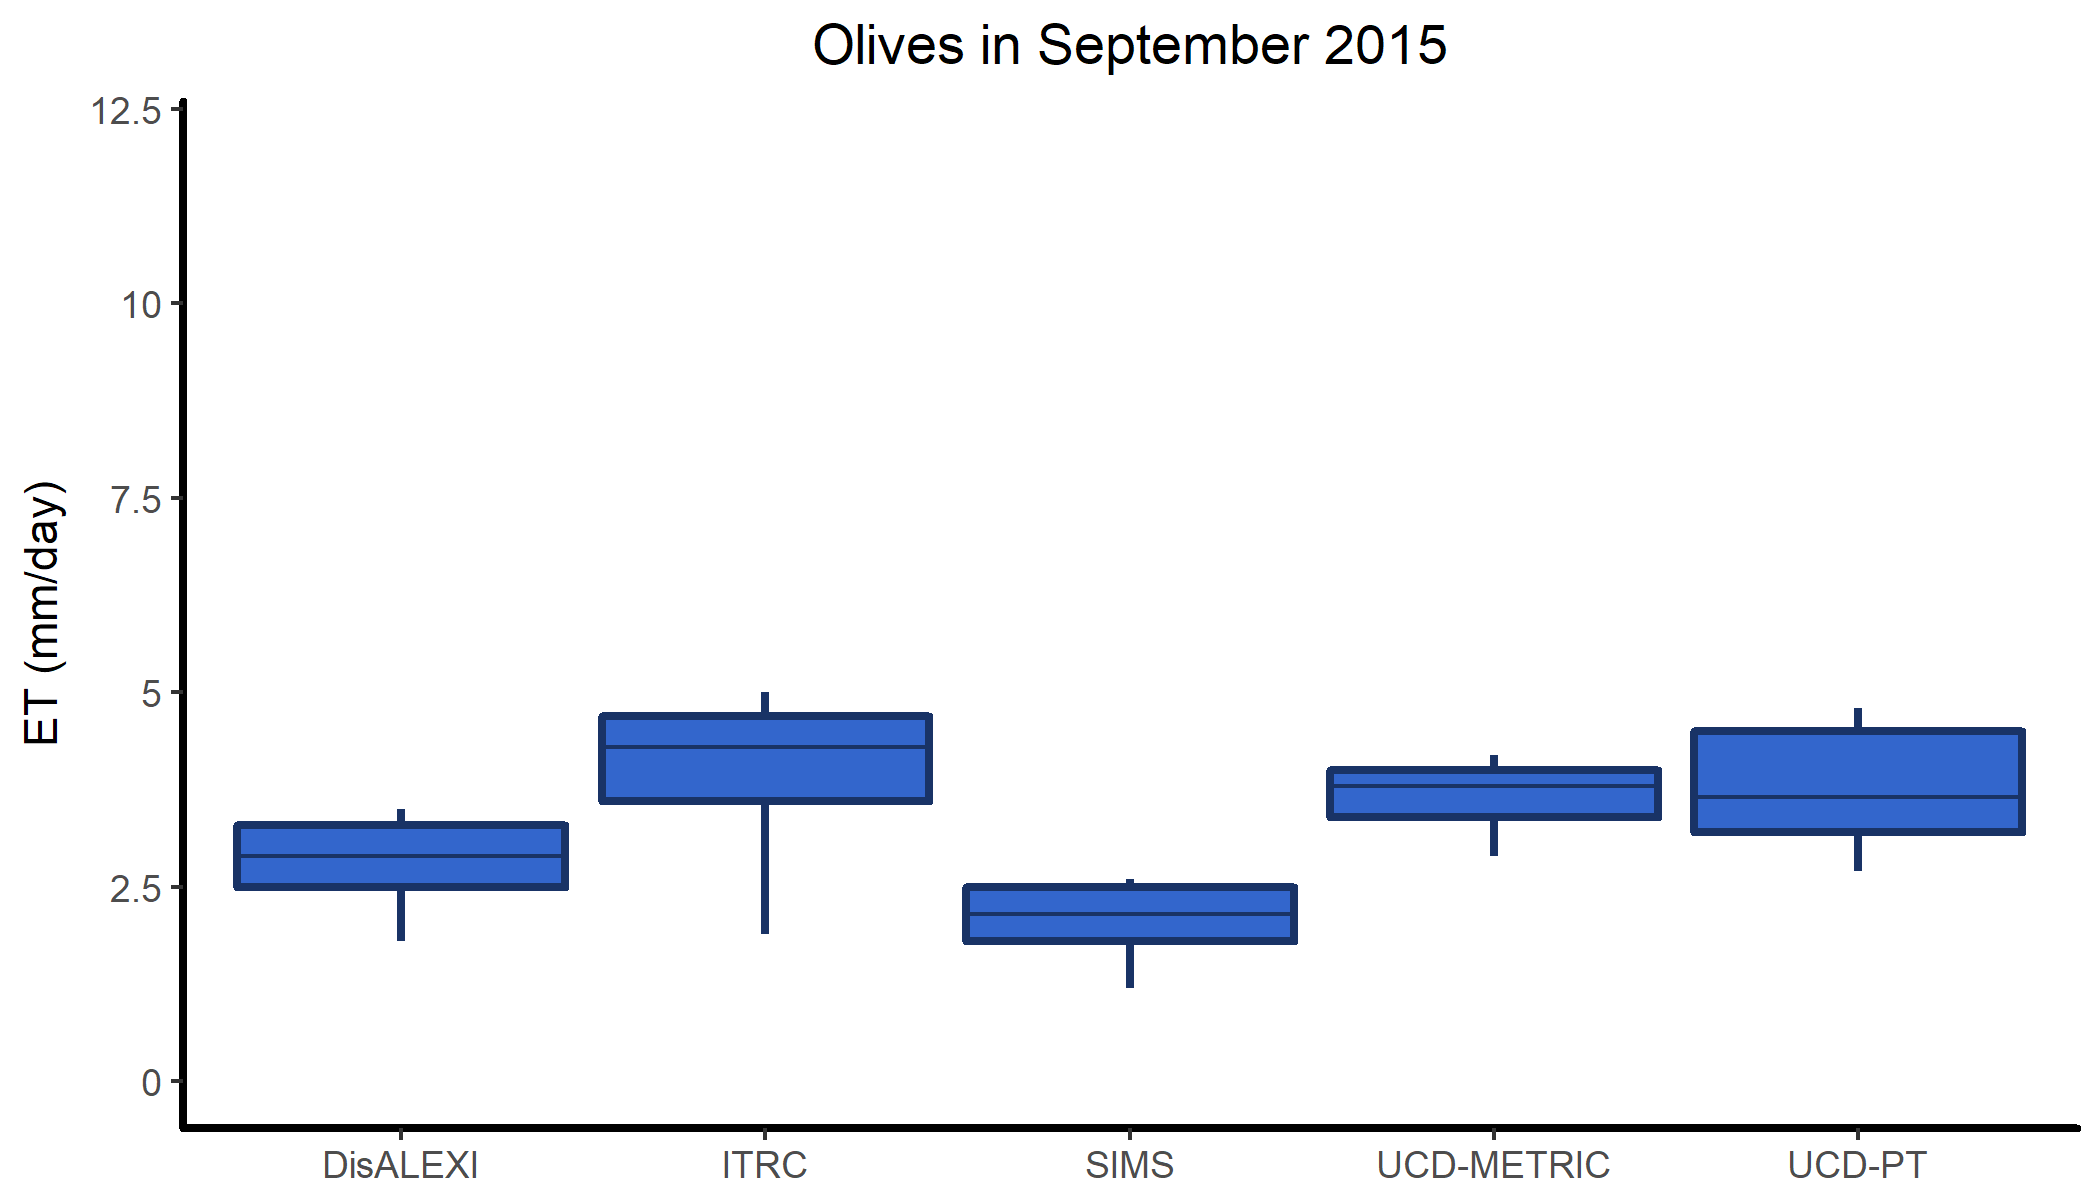 Olives in September 2015
ET (mm/day)
12.5
10
7.5
5
2.5
0
DisALEXI
ITRC
SIMS
UCD-METRIC
UCD-PT